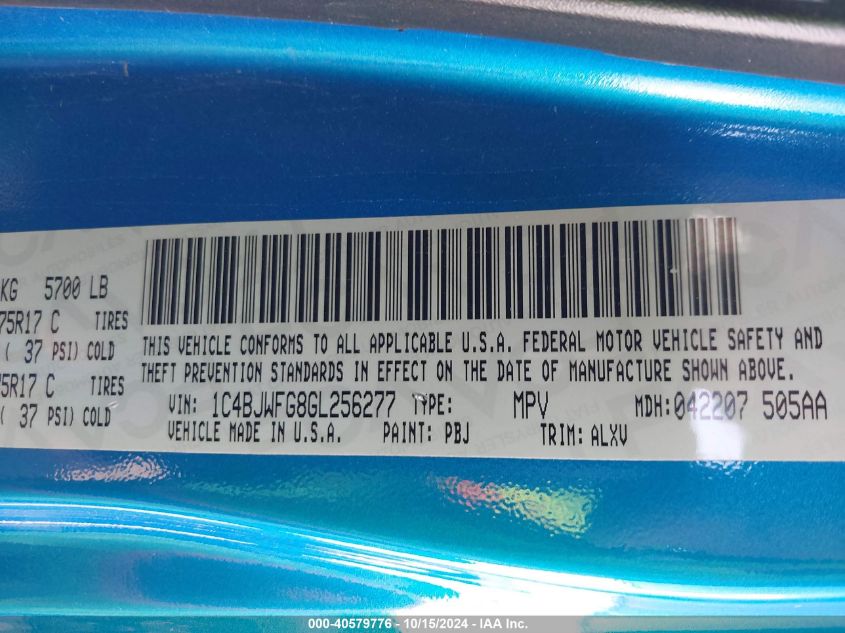 KG 5700 LB
75R17 C TIRES
( 37 PSI) COLD
75R17 C TIRES
( 37 PSI) COLD
THIS VEHICLE CONFORMS TO ALL APPLICABLE U.S.A. FEDERAL MOTOR VEHICLE SAFETY AND
THEFT PREVENTION STANDARDS IN EFFECT ON THE DATE OF MANUFACTURE SHOWN ABOVE.
VIN: 1C4BJWFG8GL256277 TYPE: MPV MDH: 042207 505AA
VEHICLE MADE IN U.S.A. PAINT: PBJ TRIM: ALXV
000-40579776 - 10/15/2024 - IAA Inc.